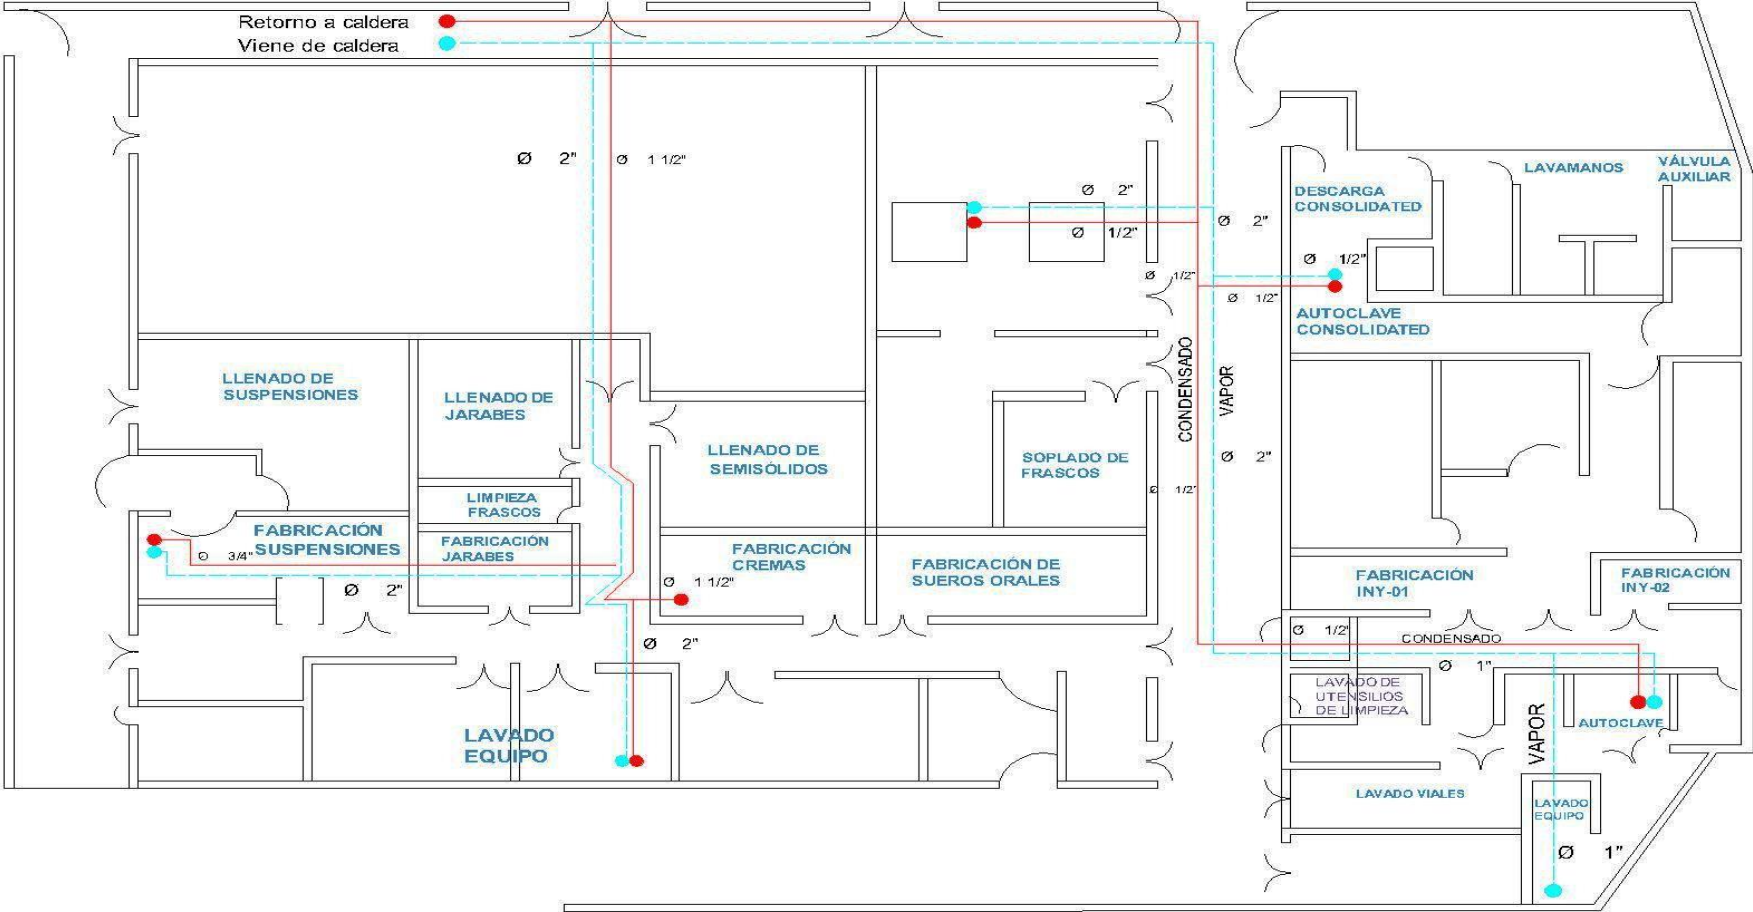 Retorno a caldera
Viene de caldera
Ø 2"
Ø 1 1/2"
Ø 2"
Ø 1/2"
Ø 2"
Ø 1/2"
Ø 1/2"
Ø 1/2"
DESCARGA
CONSOLIDATED
LAVAMANOS
VÁLVULA
AUXILIAR
AUTOCLAVE
CONSOLIDATED
CONDENSADO
VAPOR
Ø 2"
Ø 1/2"
LLENADO DE
SUSPENSIONES
LLENADO DE
JARABES
LLENADO DE
SEMISÓLIDOS
SOPLADO DE
FRASCOS
LIMPIEZA
FRASCOS
FABRICACIÓN
SUSPENSIONES
FABRICACIÓN
JARABES
FABRICACIÓN
CREMAS
FABRICACIÓN DE
SUEROS ORALES
Ø 3/4"
Ø 2"
Ø 1 1/2"
Ø 2"
FABRICACIÓN
INY-01
FABRICACIÓN
INY-02
Ø 1/2"
CONDENSADO
Ø 1"
LAVADO DE
UTENSILIOS
DE LIMPIEZA
VAPOR
AUTOCLAVE
LAVADO
EQUIPO
LAVADO VIALES
LAVADO
EQUIPO
Ø 1"